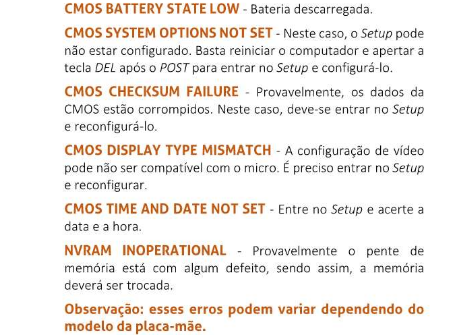 CMOS BATTERY STATE LOW - Bateria descarregada.
CMOS SYSTEM OPTIONS NOT SET - Neste caso, o Setup pode
não estar configurado. Basta reiniciar o computador e apertar a
tecla DEL após o POST para entrar no Setup e configurá-lo.
CMOS CHECKSUM FAILURE - Provavelmente, os dados da
CMOS estão corrompidos. Neste caso, deve-se entrar no Setup
e reconfigurá-lo.
CMOS DISPLAY TYPE MISMATCH - A configuração de vídeo
pode não ser compatível com o micro. É preciso entrar no Setup
e reconfigurar.
CMOS TIME AND DATE NOT SET - Entre no Setup e acerte a
data e a hora.
NVRAM INOPERATIONAL - Provavelmente o pente de
memória está com algum defeito, sendo assim, a memória
deverá ser trocada.
Observação: esses erros podem variar dependendo do
modelo da placa-mãe.